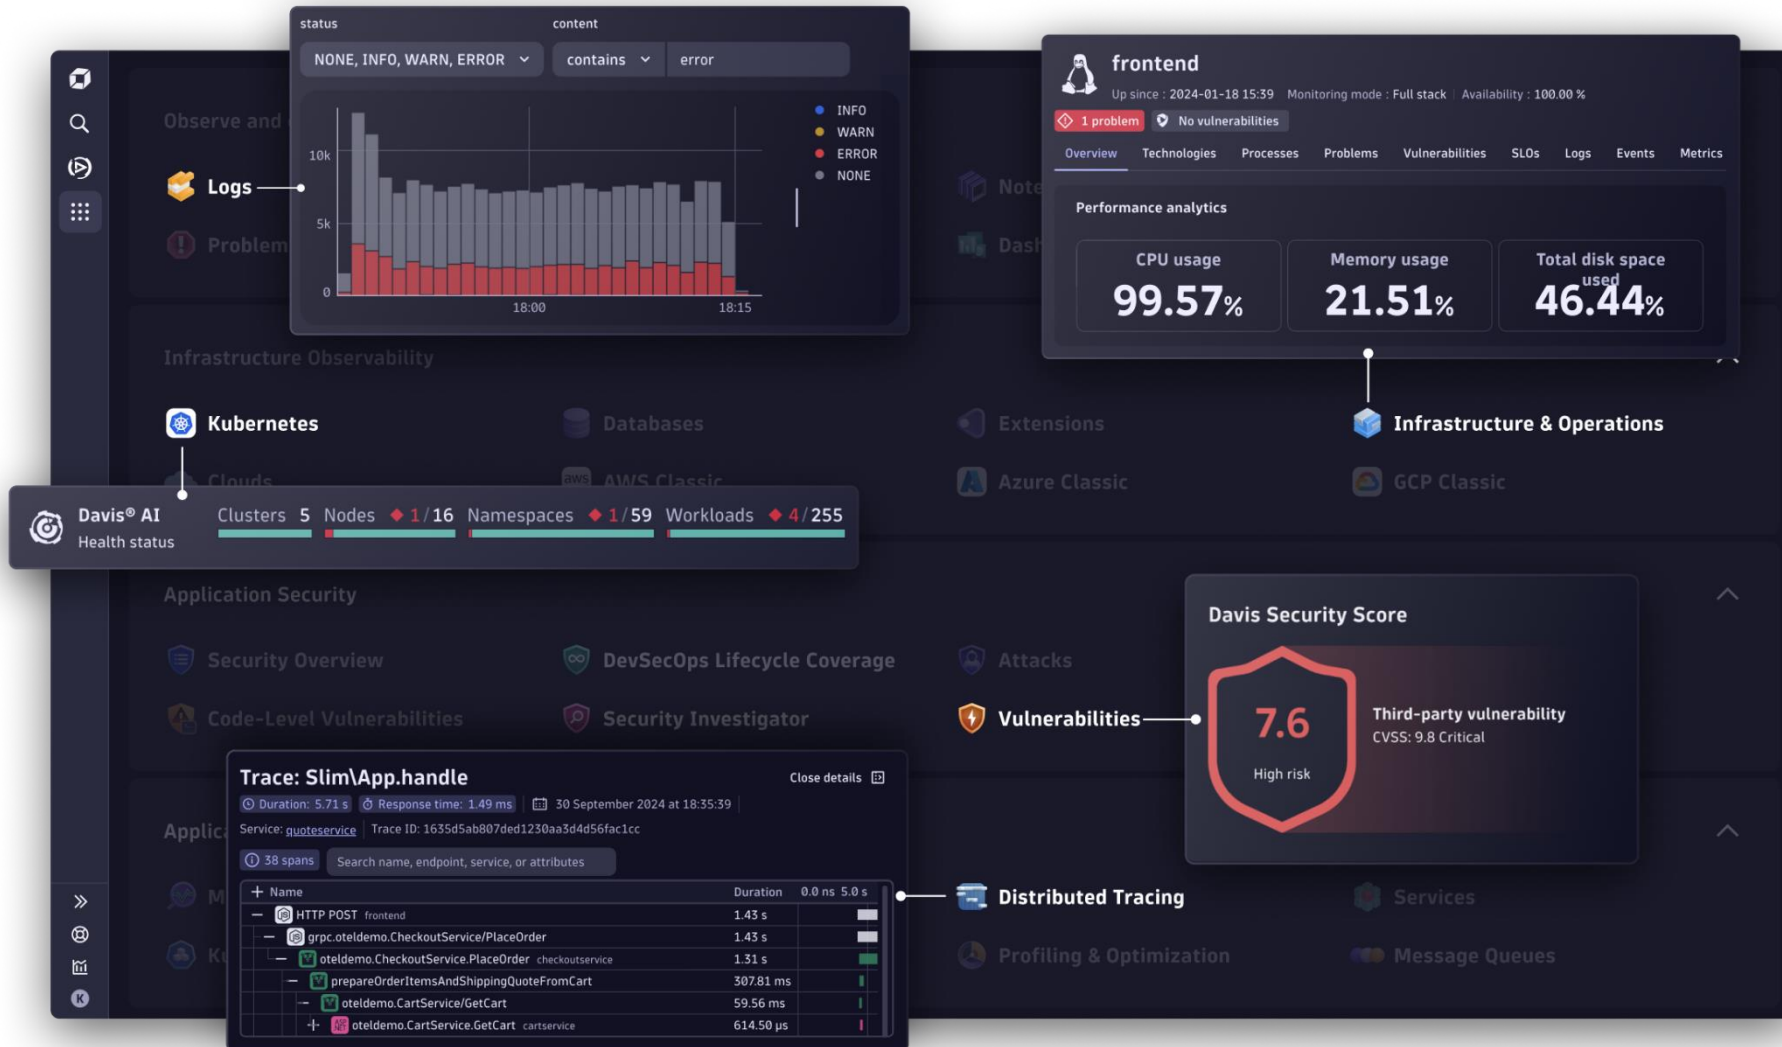 status
content
NONE, INFO, WARN, ERROR
contains
error
10k
5k
0
18:00
18:15
INFO
WARN
ERROR
NONE
frontend
Up since : 2024-01-18 15:39 Monitoring mode : Full stack Availability : 100.00 %
1 problem
No vulnerabilities
Overview Technologies Processes Problems Vulnerabilities SLOs Logs Events Metrics
Performance analytics
CPU usage
99.57%
Memory usage
21.51%
Total disk space
used
46.44%
Observe and
Logs
Problem
Note
Dash
Infrastructure Observability
Kubernetes
Databases
Extensions
Infrastructure & Operations
Clouds
AWS Classic
Azure Classic
GCP Classic
Davis® AI
Health status
Clusters 5 Nodes 1/16 Namespaces 1/59 Workloads 4/255
Application Security
Security Overview
DevSecOps Lifecycle Coverage
Attacks
Code-Level Vulnerabilities
Security Investigator
Vulnerabilities
Davis Security Score
7.6
High risk
Third-party vulnerability
CVSS: 9.8 Critical
Trace: Slim\App.handle
Close details
Duration: 5.71 s Response time: 1.49 ms 30 September 2024 at 18:35:39
Service: quoteservice Trace ID: 1635d5ab807ded1230aa3d4d56fac1cc
38 spans
Search name, endpoint, service, or attributes
Name Duration 0.0 ns 5.0 s
HTTP POST frontend 1.43 s
grpc.oteldemo.CheckoutService/PlaceOrder 1.43 s
oteldemo.CheckoutService.PlaceOrder checkoutservice 1.31 s
prepareOrderItemsAndShippingQuoteFromCart 307.81 ms
oteldemo.CartService/GetCart 59.56 ms
oteldemo.CartService.GetCart cartservice 614.50 µs
Applica
M
Distributed Tracing
Services
Ku
Profiling & Optimization
Message Queues
K